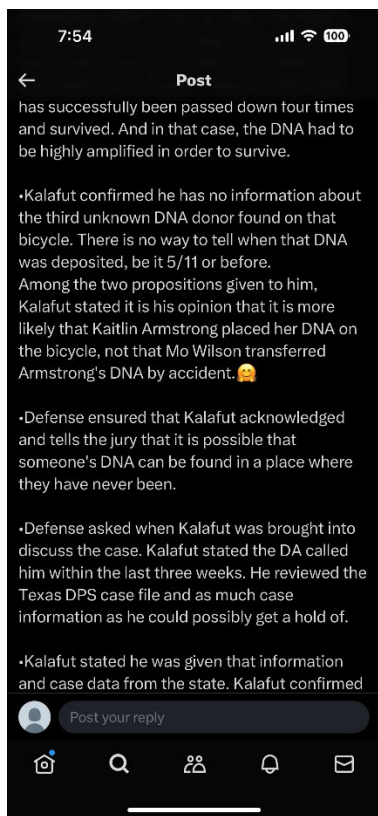 7:54
100
Post
has successfully been passed down four times
and survived. And in that case, the DNA had to
be highly amplified in order to survive.
•Kalafut confirmed he has no information about
the third unknown DNA donor found on that
bicycle. There is no way to tell when that DNA
was deposited, be it 5/11 or before.
Among the two propositions given to him,
Kalafut stated it is his opinion that it is more
likely that Kaitlin Armstrong placed her DNA on
the bicycle, not that Mo Wilson transferred
Armstrong's DNA by accident.🤗
•Defense ensured that Kalafut acknowledged
and tells the jury that it is possible that
someone's DNA can be found in a place where
they have never been.
•Defense asked when Kalafut was brought into
discuss the case. Kalafut stated the DA called
him within the last three weeks. He reviewed the
Texas DPS case file and as much case
information as he could possibly get a hold of.
•Kalafut stated he was given that information
and case data from the state. Kalafut confirmed
Post your reply